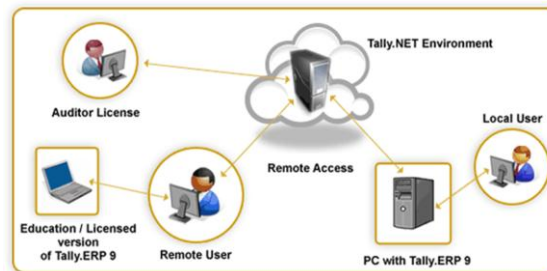 Tally.NET Environment
Auditor License
Local User
Remote Access
Education / Licensed
version
of Tally.ERP 9
Remote User
PC with Tally.ERP 9